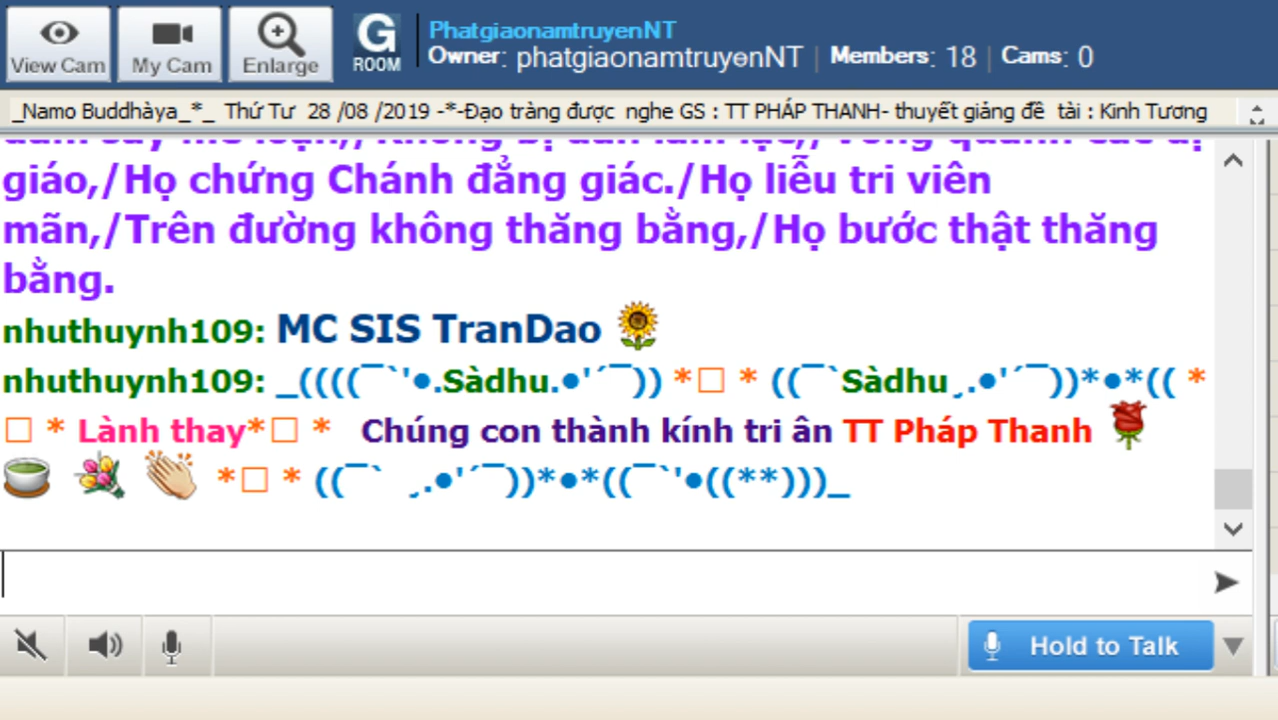 PhatgiaonamtruyenNT
View Cam
My Cam
Enlarge
G
ROOM
Owner: phatgiaonamtruyenNT | Members: 18 | Cams: 0
_Namo Buddhàya_*_ Thứ Tư 28 /08 /2019 -*-Đạo tràng được nghe GS : TT PHÁP THANH- thuyết giảng đề tài : Kinh Tương
giáo,/Họ chứng Chánh đẳng giác./Họ liễu tri viên
mãn,/Trên đường không thăng bằng,/Họ bước thật thăng
bằng.
nhuthuynh109: MC SIS TranDao
nhuthuynh109: _((((¯`'●.Sàdhu.●'´¯)) *□ * ((¯`Sàdhu¸.●'´¯))*●*(( *
□ * Lành thay*□ * Chúng con thành kính tri ân TT Pháp Thanh
*□ * ((¯` ¸.●'´¯))*●*((¯`'●((**)))_
Hold to Talk